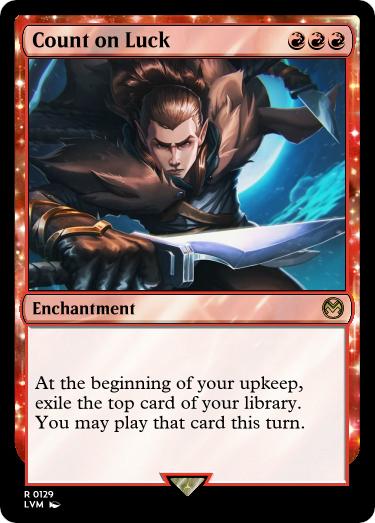 Count on Luck
Enchantment
At the beginning of your upkeep,
exile the top card of your library.
You may play that card this turn.
R 0129
LVM